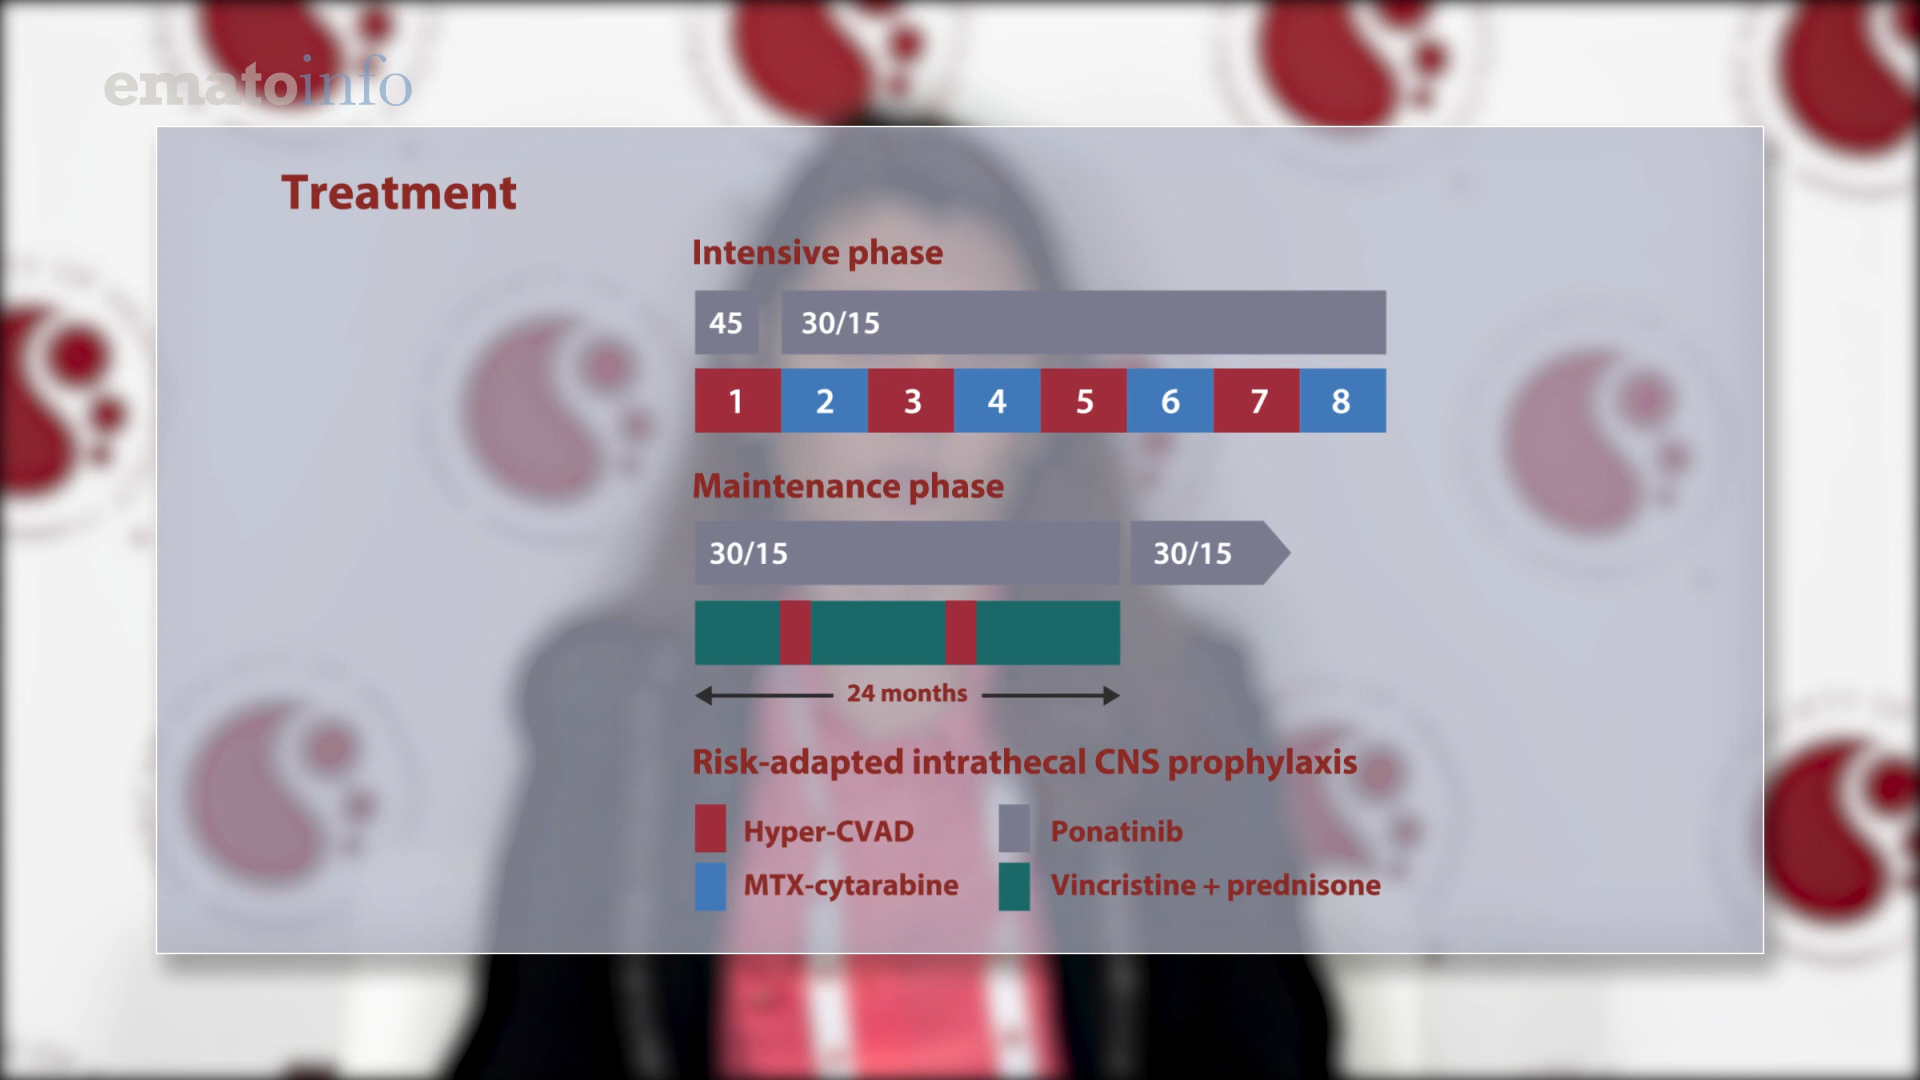 ematoinfo
Treatment
Intensive phase
45 30/15
1 2 3 4 5 6 7 8
Maintenance phase
30/15 30/15
24 months
Risk-adapted intrathecal CNS prophylaxis
Hyper-CVAD Ponatinib
MTX-cytarabine Vincristine + prednisone